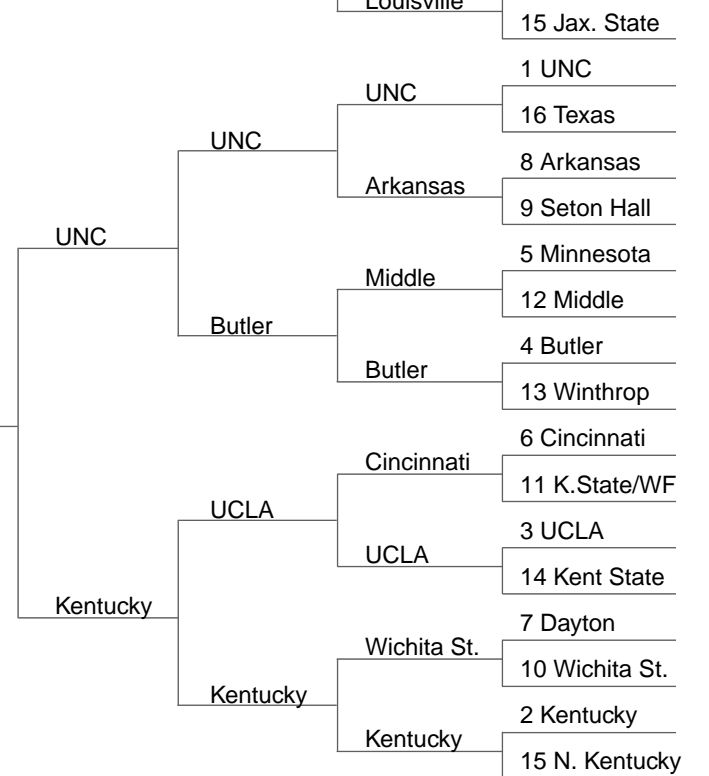 Louisville
15 Jax. State
1 UNC
UNC
16 Texas
UNC
8 Arkansas
Arkansas
9 Seton Hall
UNC
5 Minnesota
Middle
12 Middle
Butler
4 Butler
Butler
13 Winthrop
6 Cincinnati
Cincinnati
11 K.State/WF
UCLA
3 UCLA
UCLA
14 Kent State
Kentucky
7 Dayton
Wichita St.
10 Wichita St.
Kentucky
2 Kentucky
Kentucky
15 N. Kentucky